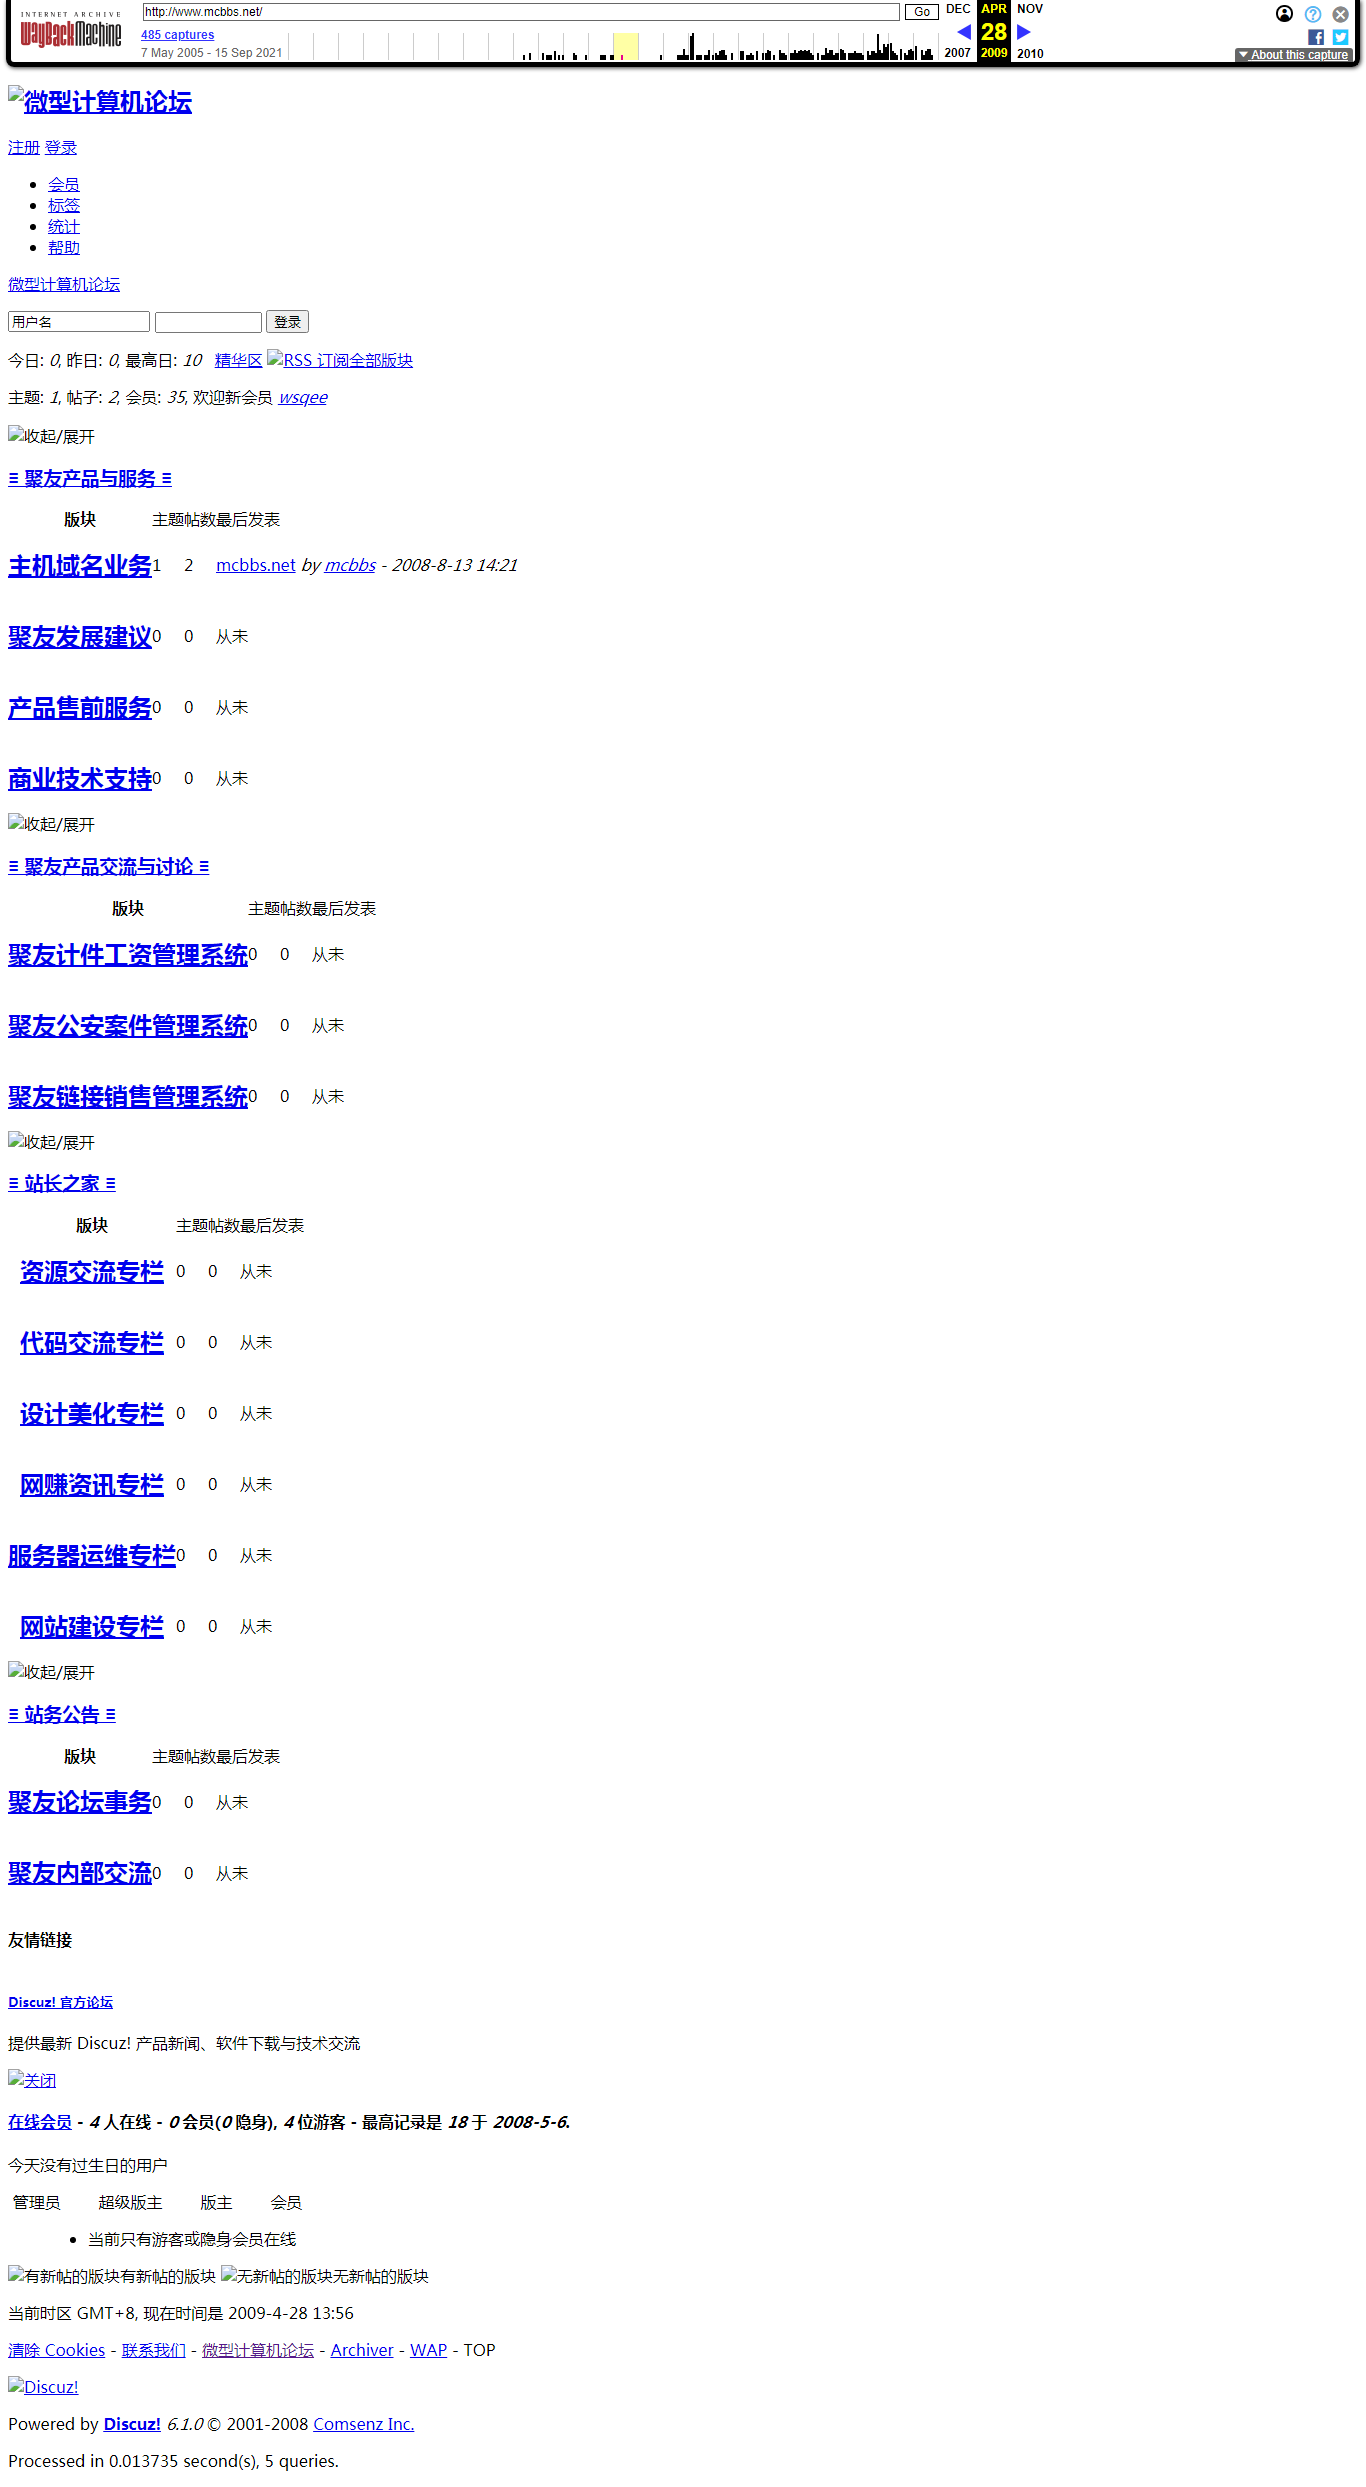 INTERNET ARCHIVE
WayBackMachine
http://www.mcbbs.net/
Go
DEC APR NOV
485 captures
28
7 May 2005 - 15 Sep 2021
2007 2009 2010
About this capture
微型计算机论坛
注册 登录
会员
标签
统计
帮助
微型计算机论坛
用户名 登录
今日: 0, 昨日: 0, 最高日: 10 精华区 RSS 订阅全部版块
主题: 1, 帖子: 2, 会员: 35, 欢迎新会员 wsqee
收起/展开
≡ 聚友产品与服务 ≡
版块 主题帖数最后发表
主机域名业务 1 2 mcbbs.net by mcbbs - 2008-8-13 14:21
聚友发展建议 0 0 从未
产品售前服务 0 0 从未
商业技术支持 0 0 从未
收起/展开
≡ 聚友产品交流与讨论 ≡
版块 主题帖数最后发表
聚友计件工资管理系统 0 0 从未
聚友公安案件管理系统 0 0 从未
聚友链接销售管理系统 0 0 从未
收起/展开
≡ 站长之家 ≡
版块 主题帖数最后发表
资源交流专栏 0 0 从未
代码交流专栏 0 0 从未
设计美化专栏 0 0 从未
网赚资讯专栏 0 0 从未
服务器运维专栏 0 0 从未
网站建设专栏 0 0 从未
收起/展开
≡ 站务公告 ≡
版块 主题帖数最后发表
聚友论坛事务 0 0 从未
聚友内部交流 0 0 从未
友情链接
Discuz! 官方论坛
提供最新 Discuz! 产品新闻、软件下载与技术交流
关闭
在线会员 - 4 人在线 - 0 会员(0 隐身), 4 位游客 - 最高记录是 18 于 2008-5-6.
今天没有过生日的用户
管理员 超级版主 版主 会员
当前只有游客或隐身会员在线
有新帖的版块有新帖的版块 无新帖的版块无新帖的版块
当前时区 GMT+8, 现在时间是 2009-4-28 13:56
清除 Cookies - 联系我们 - 微型计算机论坛 - Archiver - WAP - TOP
Discuz!
Powered by Discuz! 6.1.0 © 2001-2008 Comsenz Inc.
Processed in 0.013735 second(s), 5 queries.